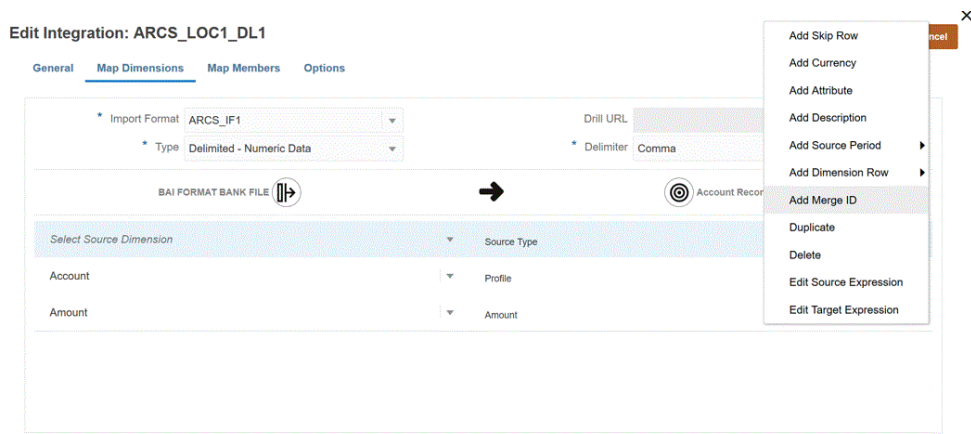 Edit Integration: ARCS_LOC1_DL1
General Map Dimensions Map Members Options
* Import Format ARCS_IF1 Drill URL
* Type Delimited - Numeric Data * Delimiter Comma
BAI FORMAT BANK FILE Account Recor
Select Source Dimension Source Type
Account Profile
Amount Amount
ncel
Add Skip Row
Add Currency
Add Attribute
Add Description
Add Source Period
Add Dimension Row
Add Merge ID
Duplicate
Delete
Edit Source Expression
Edit Target Expression